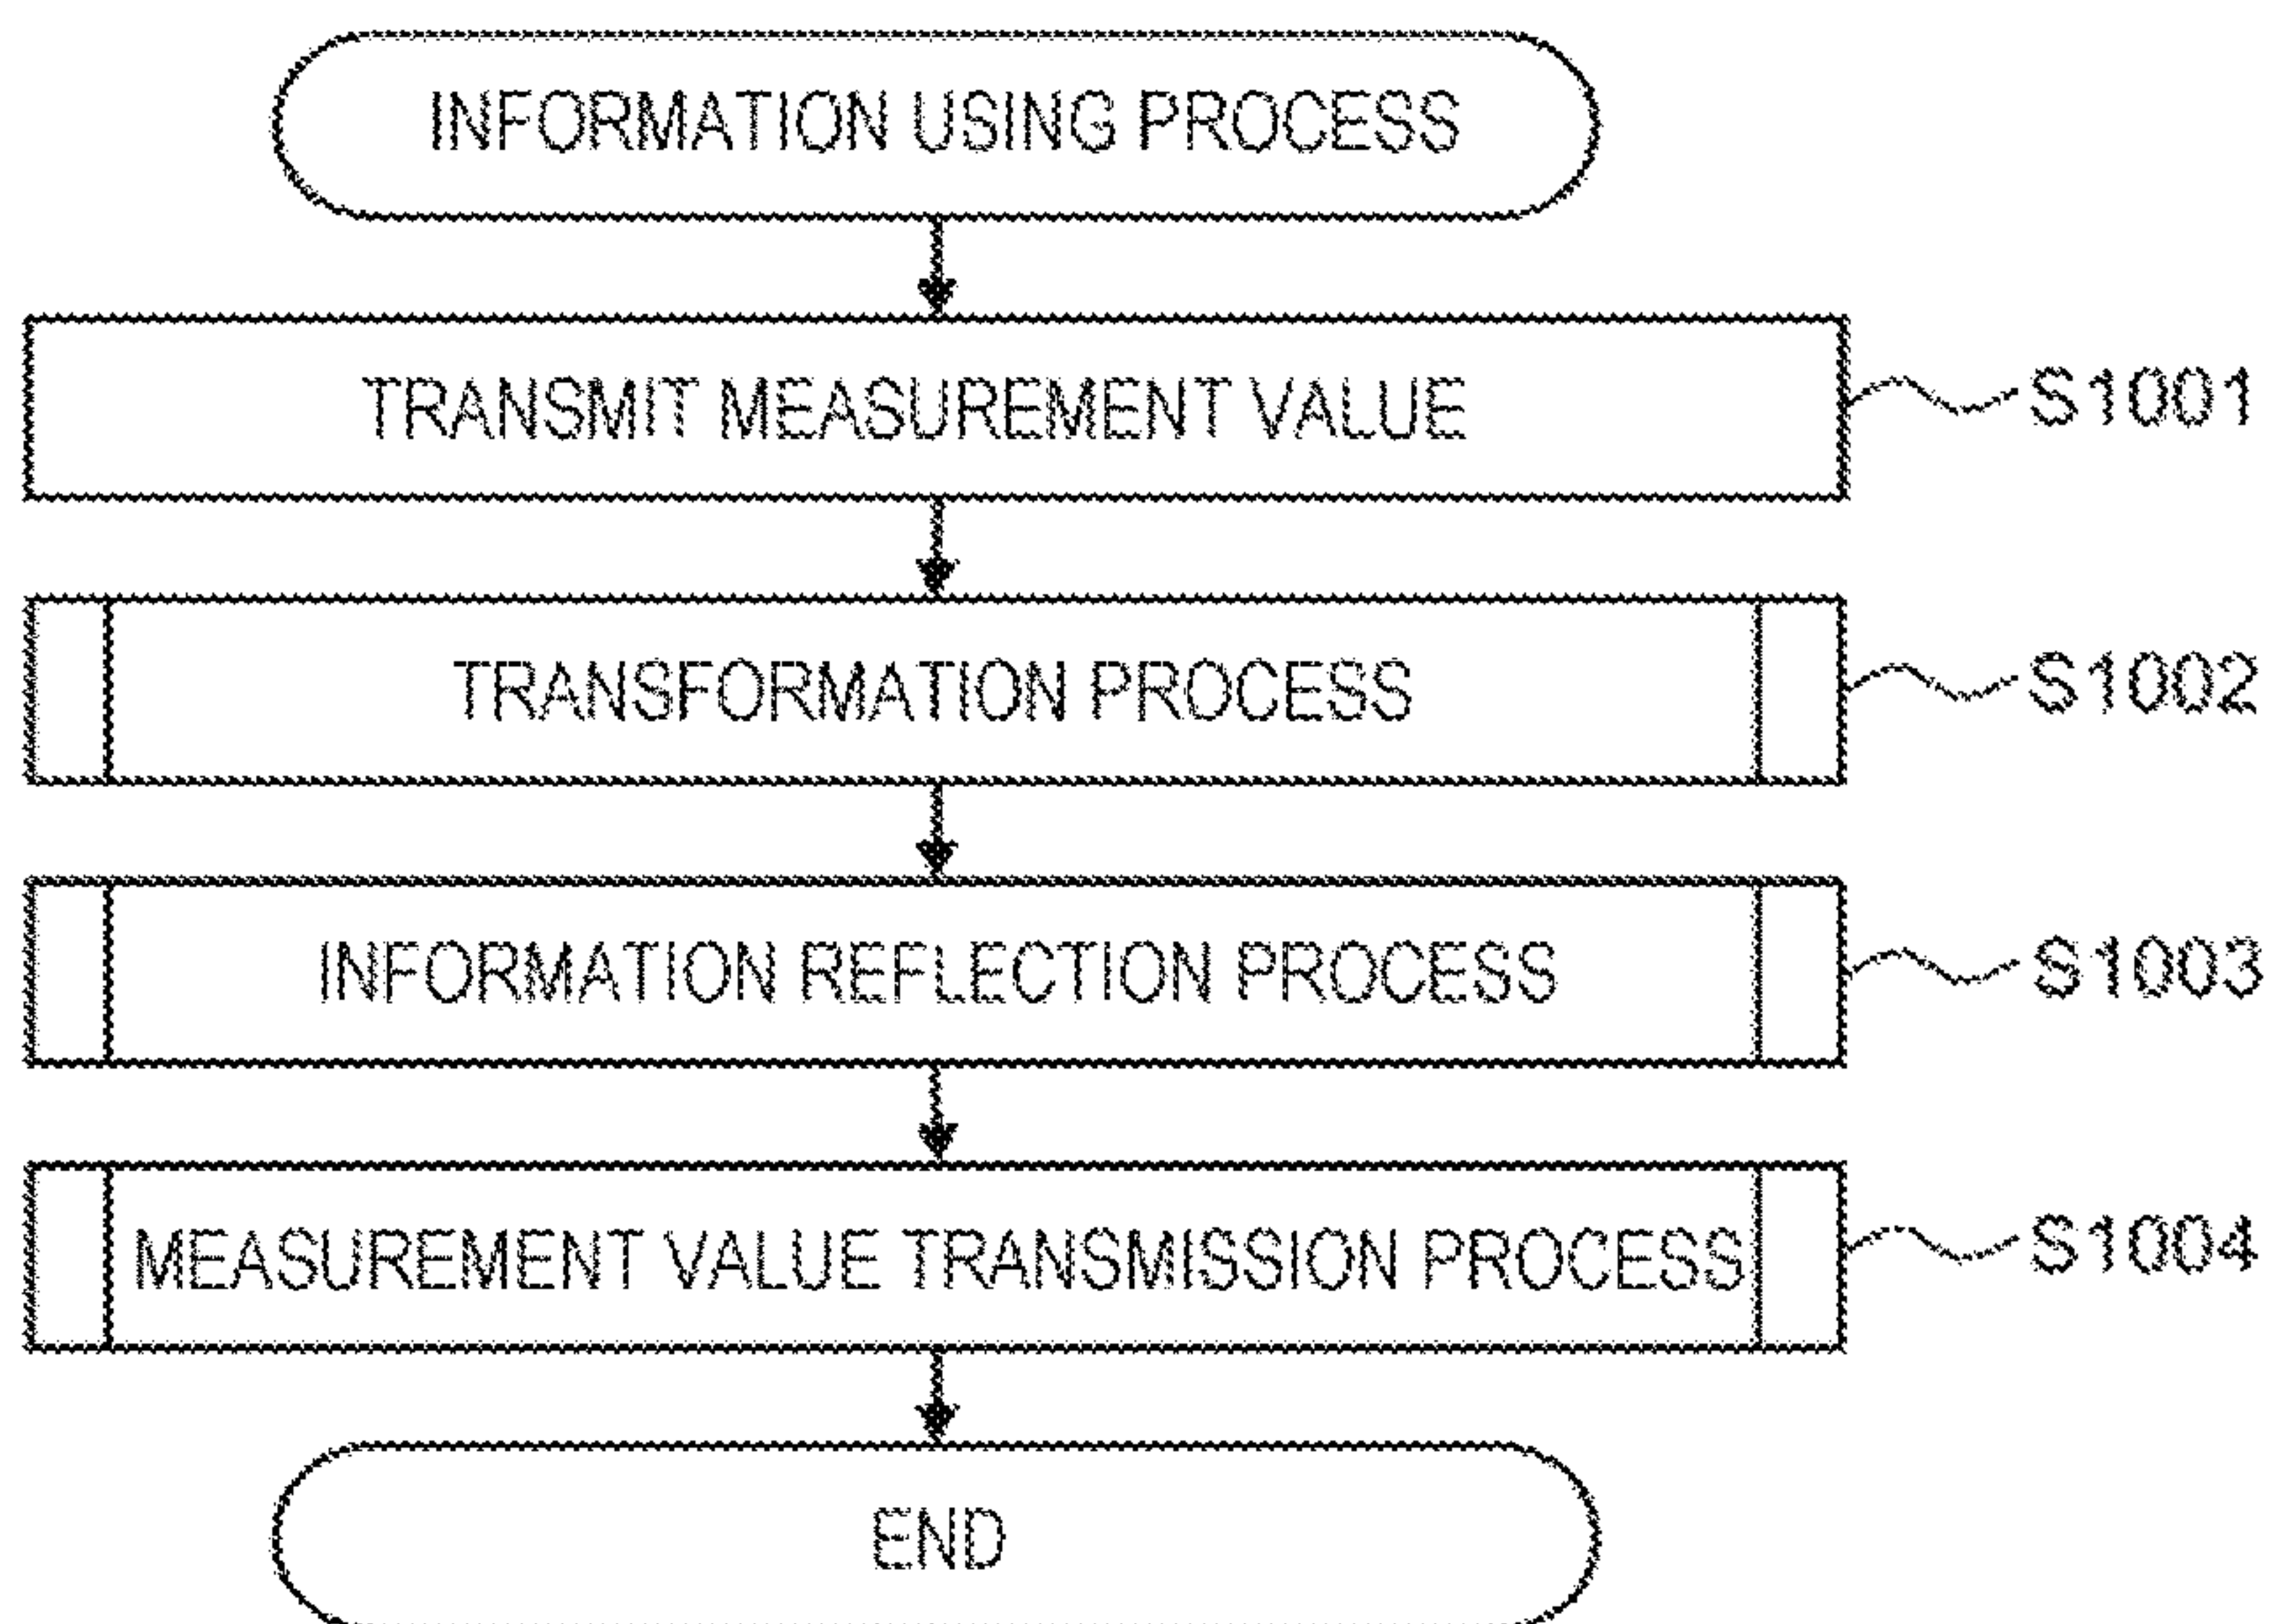 INFORMATION USING PROCESS
TRANSMIT MEASUREMENT VALUE
S1001
TRANSFORMATION PROCESS
S1002
INFORMATION REFLECTION PROCESS
S1003
MEASUREMENT VALUE TRANSMISSION PROCESS
S1004
END